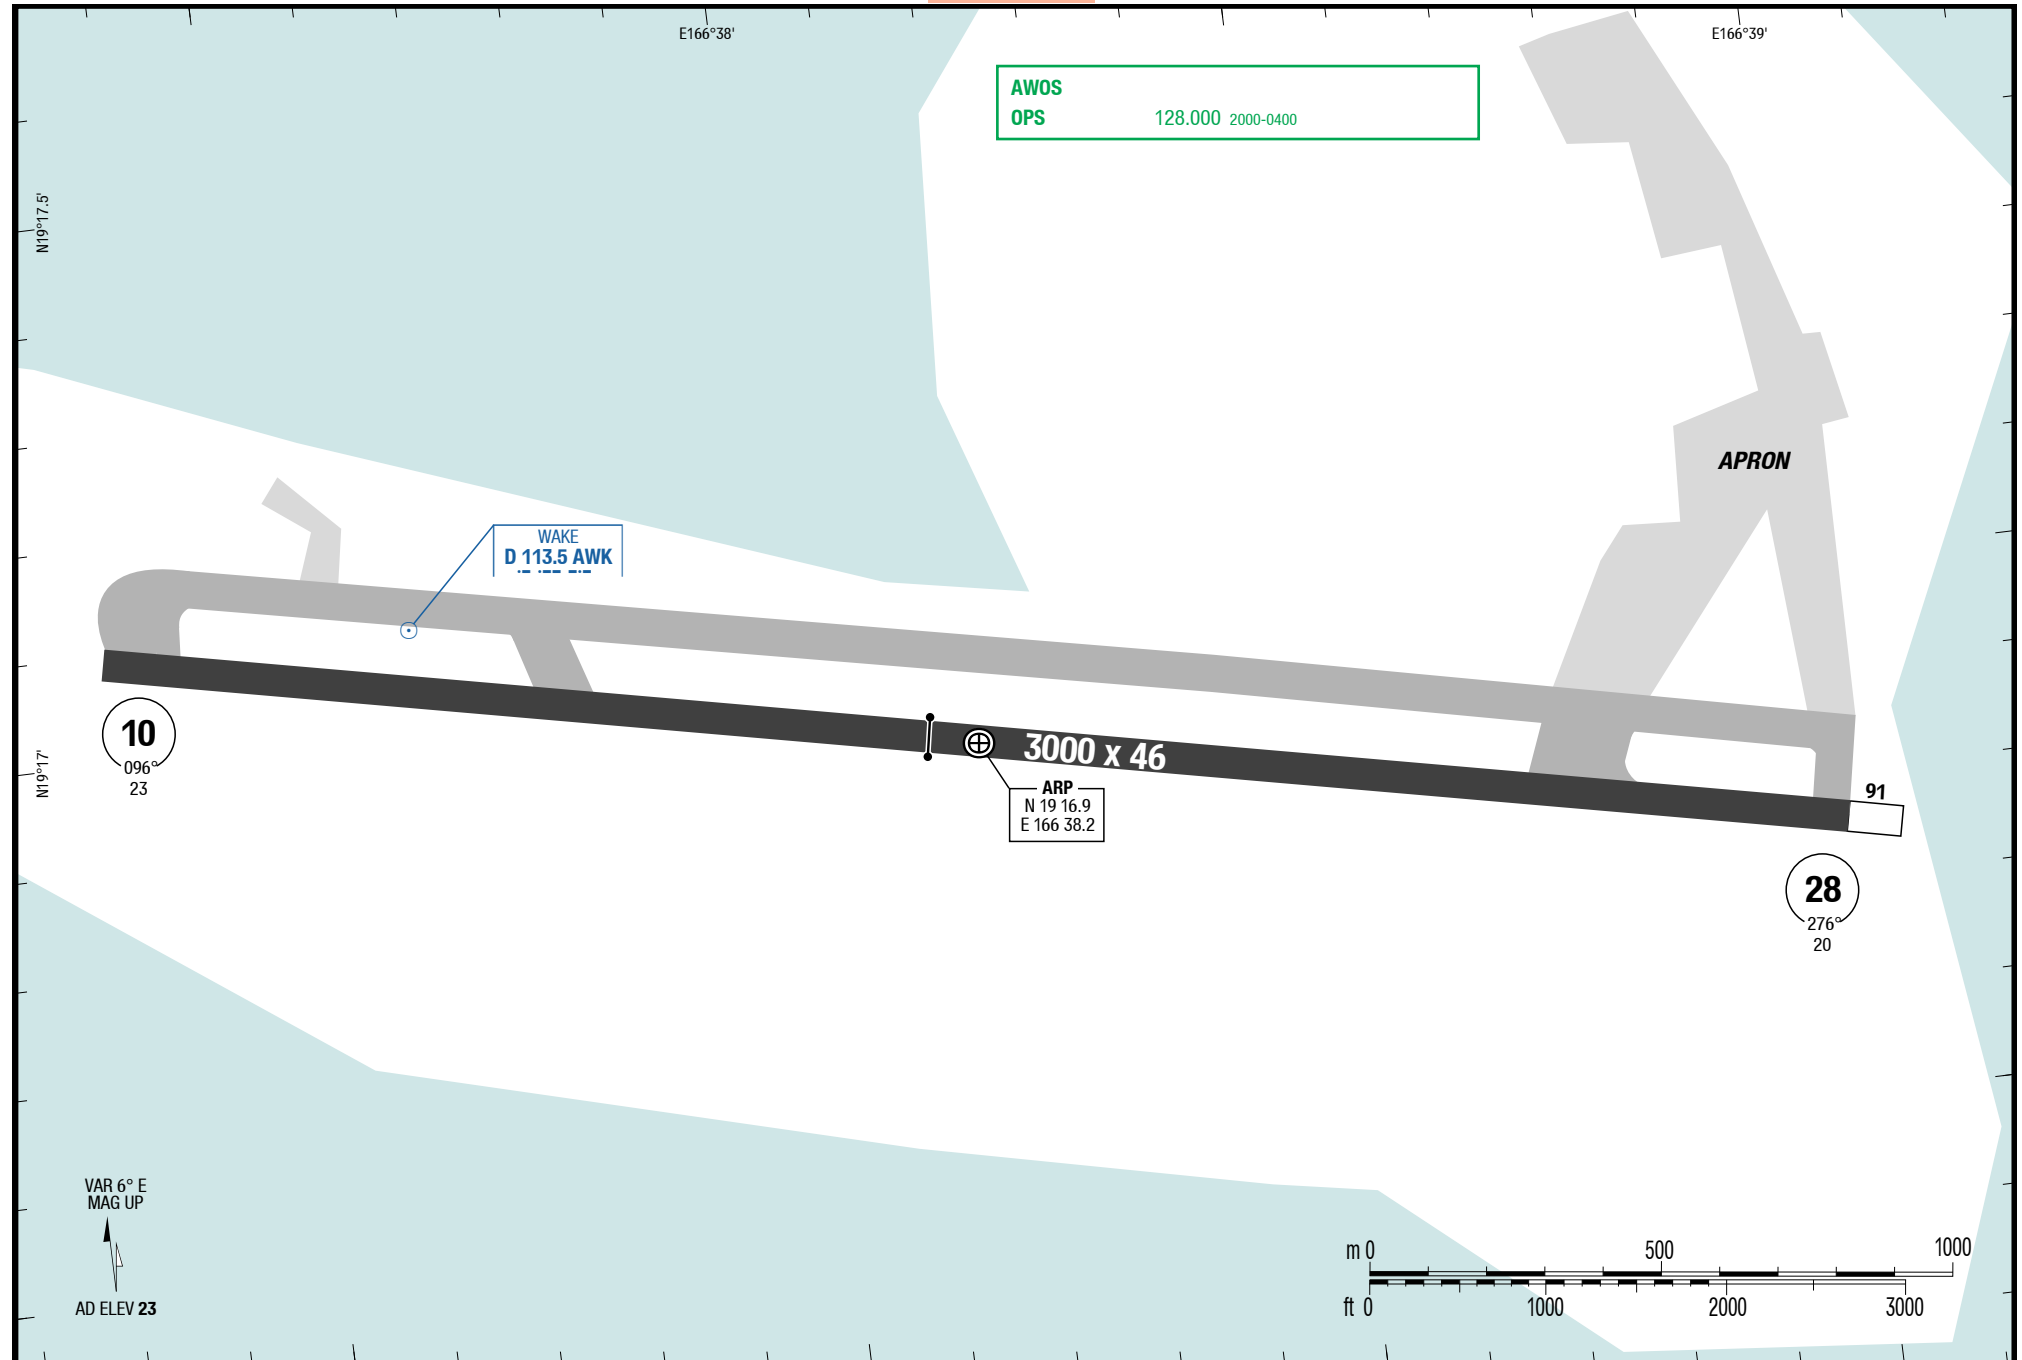 E166°38'
E166°39'
AWOS
OPS 128.000 2000-0400
N19°17.5'
APRON
WAKE
D 113.5 AWK
10
096°
23
N19°17'
3000 x 46
ARP
N 19 16.9
E 166 38.2
91
28
276°
20
VAR 6° E
MAG UP
AD ELEV 23
m 0 500 1000
ft 0 1000 2000 3000